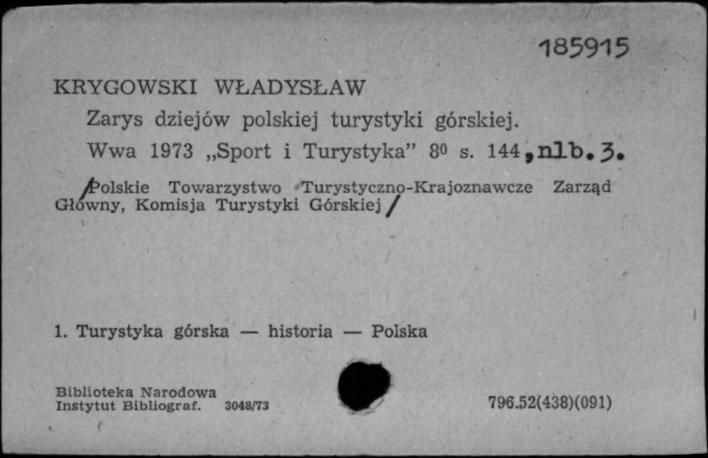 185915
KRYGOWSKI WŁADYSŁAW
Zarys dziejów polskiej turystyki górskiej.
Wwa 1973 „Sport i Turystyka” 8⁰ s. 144, nlb. 3.
/Polskie Towarzystwo Turystyczno-Krajoznawcze Zarząd
Główny, Komisja Turystyki Górskiej/
1. Turystyka górska — historia — Polska
Biblioteka Narodowa
Instytut Bibliograf. 3048/73
796.52(438)(091)